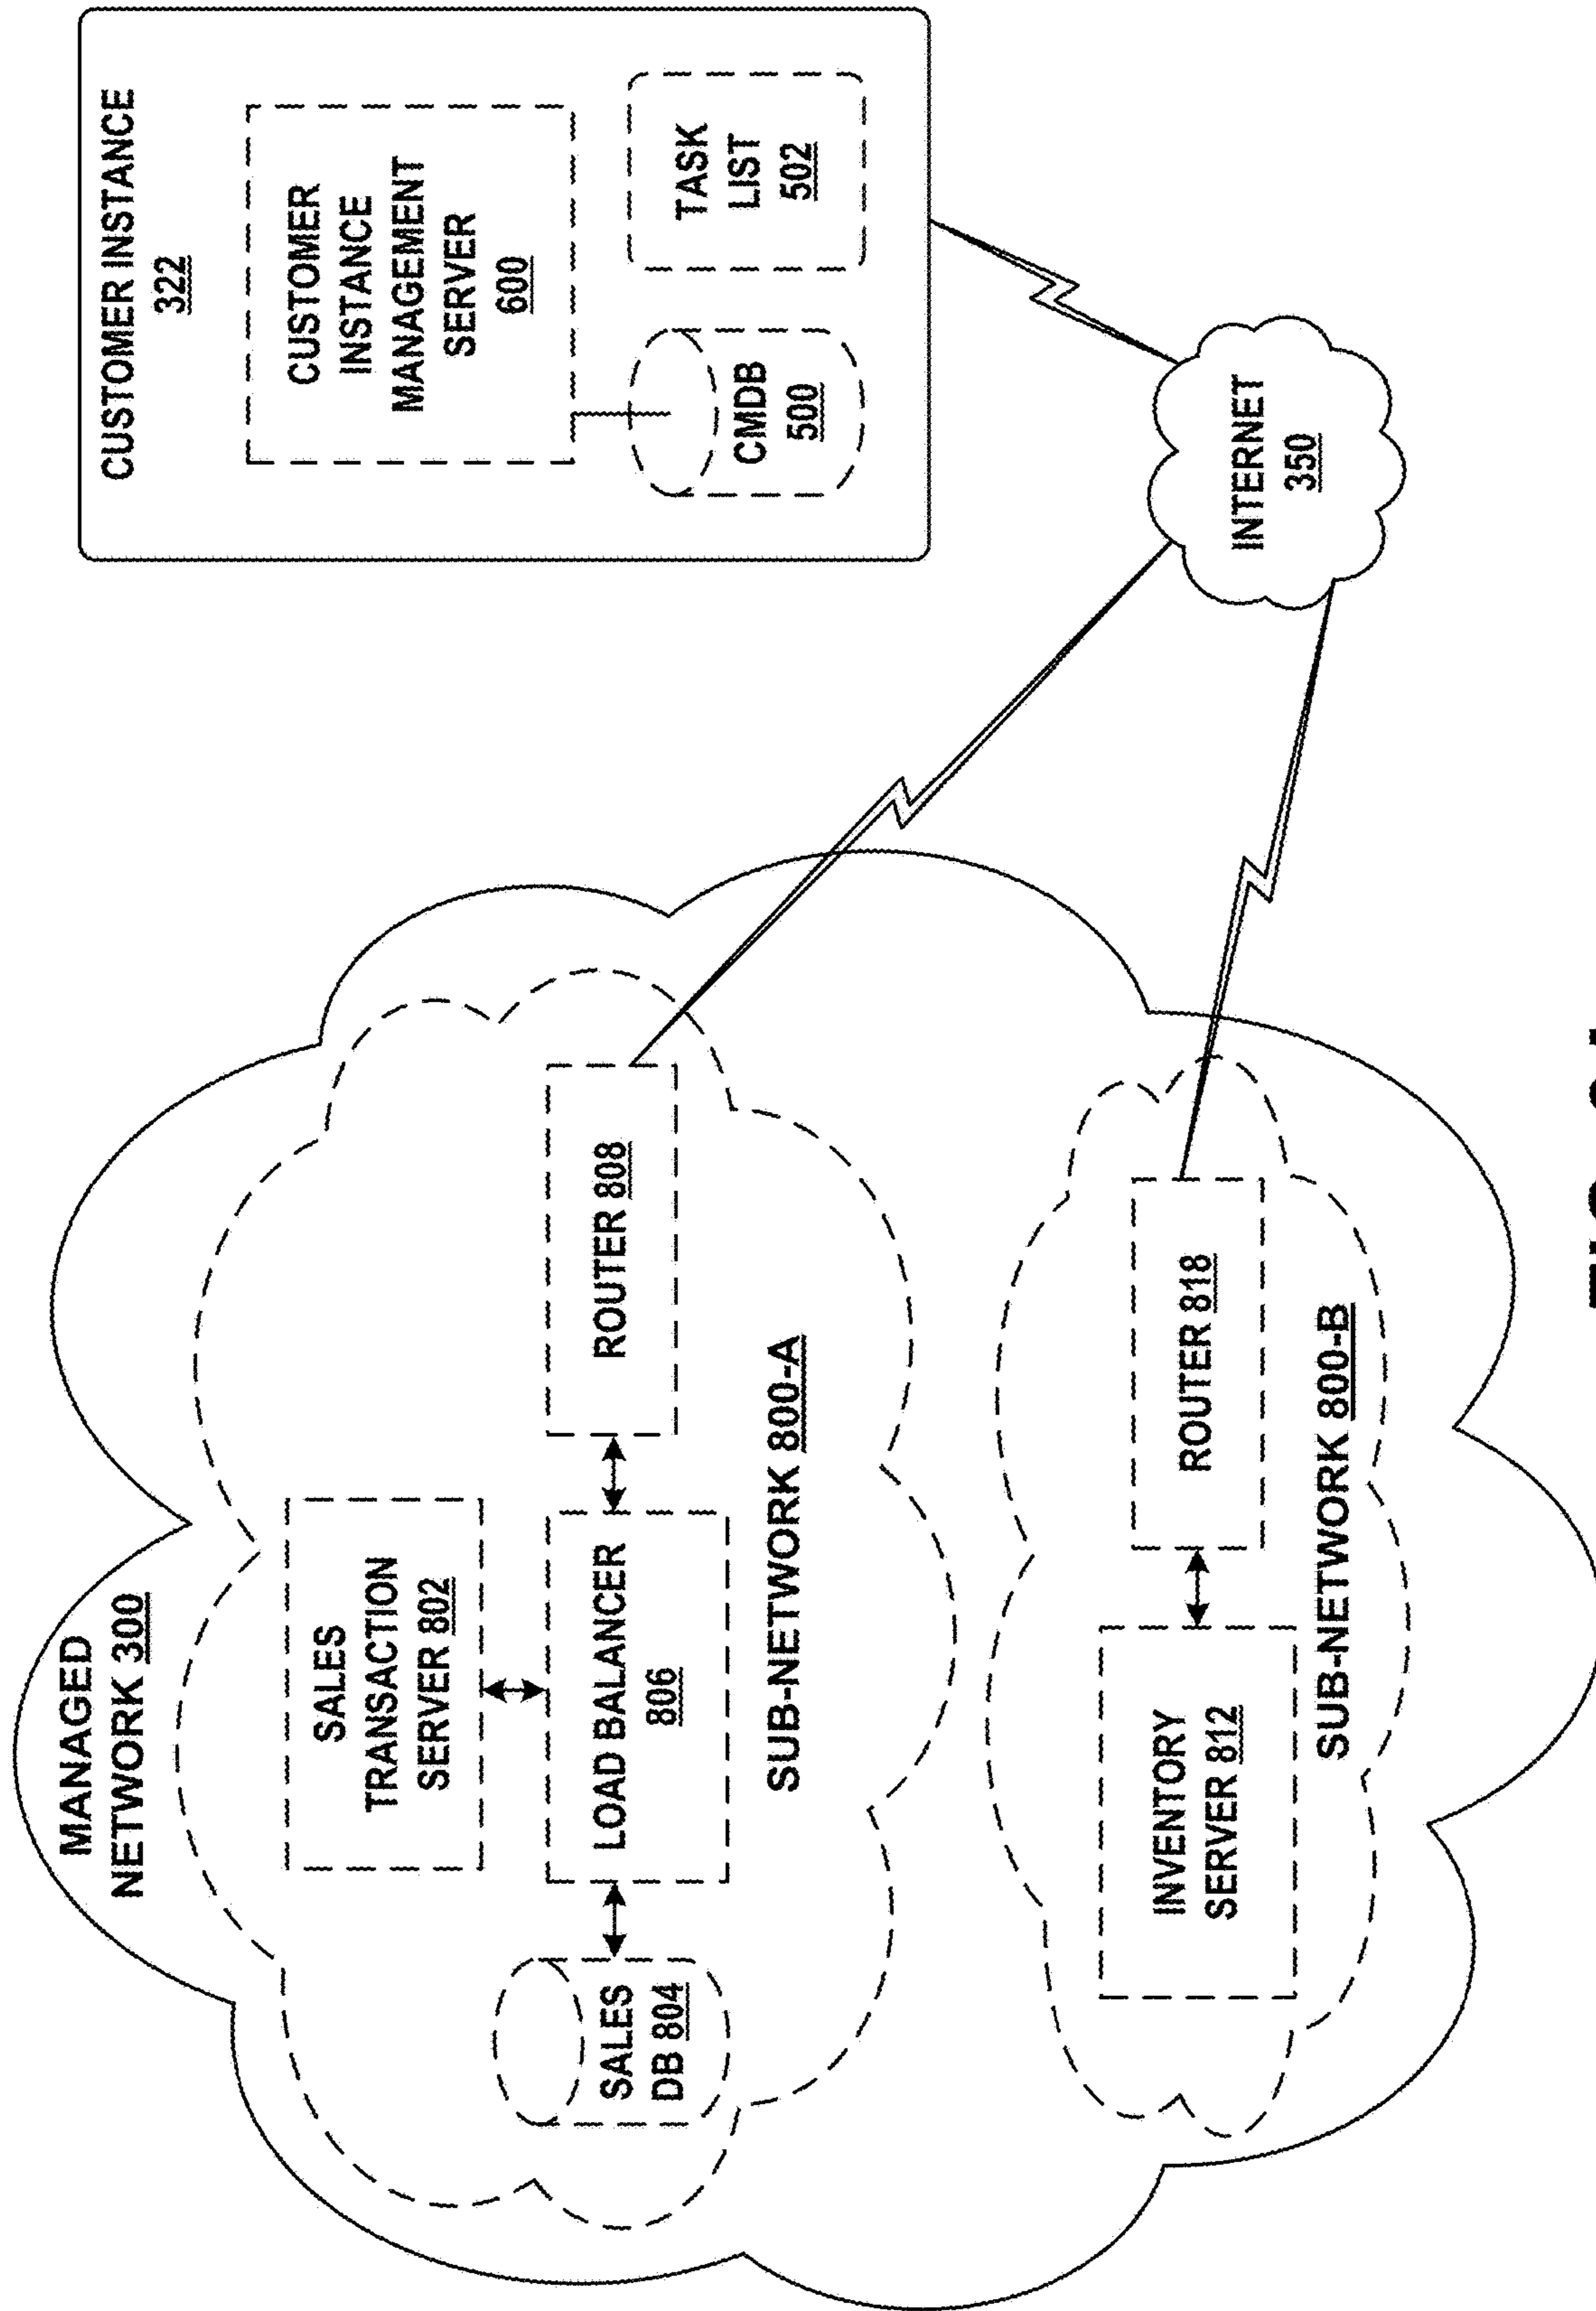 MANAGED
NETWORK 300
SALES
TRANSACTION
SERVER 802
SALES
DB 804
LOAD BALANCER
806
ROUTER 808
SUB-NETWORK 800-A
INVENTORY
SERVER 812
ROUTER 818
SUB-NETWORK 800-B
CUSTOMER INSTANCE
322
CUSTOMER
INSTANCE
MANAGEMENT
SERVER
600
CMDB
500
TASK
LIST
502
INTERNET
350